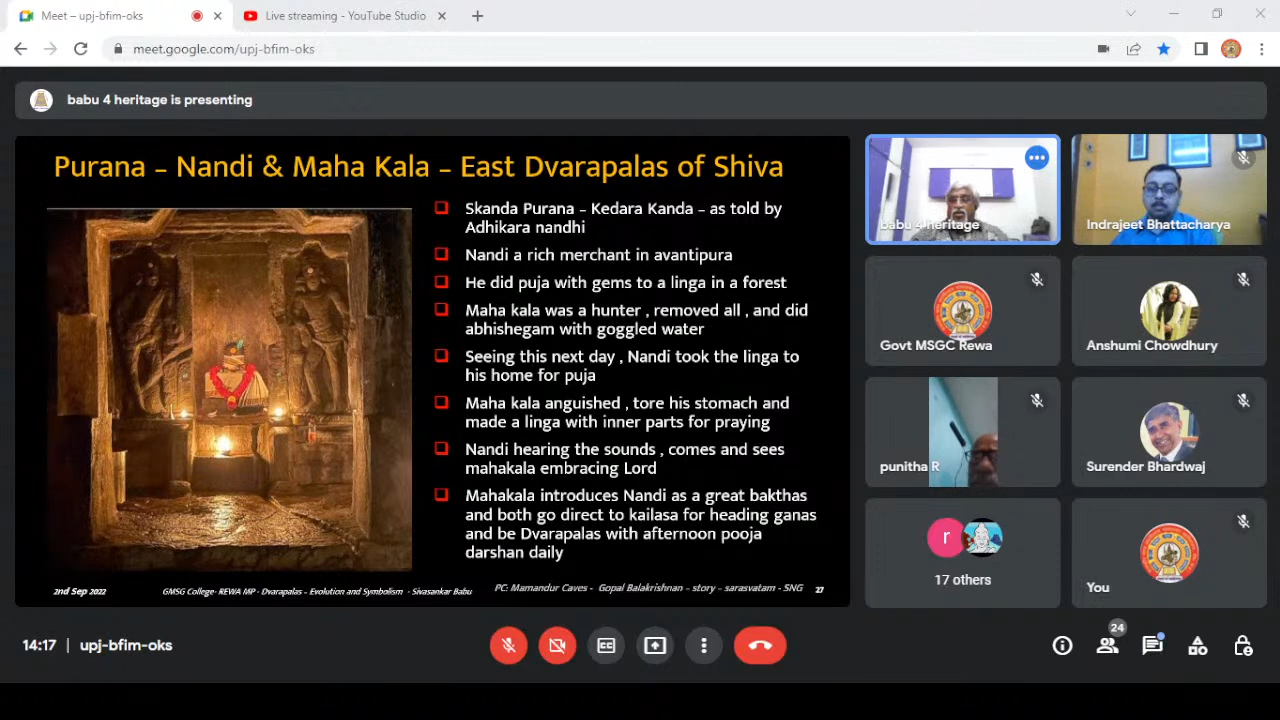 Meet – upj-bfim-oks
Live streaming - YouTube Studio
meet.google.com/upj-bfim-oks
babu 4 heritage is presenting
Purana – Nandi & Maha Kala – East Dvarapalas of Shiva
Skanda Purana – Kedara Kanda – as told by
Adhikara nandhi
Nandi a rich merchant in avantipura
He did puja with gems to a linga in a forest
Maha kala was a hunter , removed all , and did
abhishegam with goggled water
Seeing this next day , Nandi took the linga to
his home for puja
Maha kala anguished , tore his stomach and
made a linga with inner parts for praying
Nandi hearing the sounds , comes and sees
mahakala embracing Lord
Mahakala introduces Nandi as a great bakthas
and both go direct to kailasa for heading ganas
and be Dvarapalas with afternoon pooja
darshan daily
2nd Sep 2022
GMSG College- REWA MP - Dvarapalas – Evolution and Symbolism - Sivasankar Babu
PC: Mamandur Caves - Gopal Balakrishnan – story – sarasvatam - SNG
27
babu 4 heritage
Indrajeet Bhattacharya
Govt MSGC Rewa
Anshumi Chowdhury
punitha R
Surender Bhardwaj
r
17 others
You
14:17 | upj-bfim-oks
CC
24